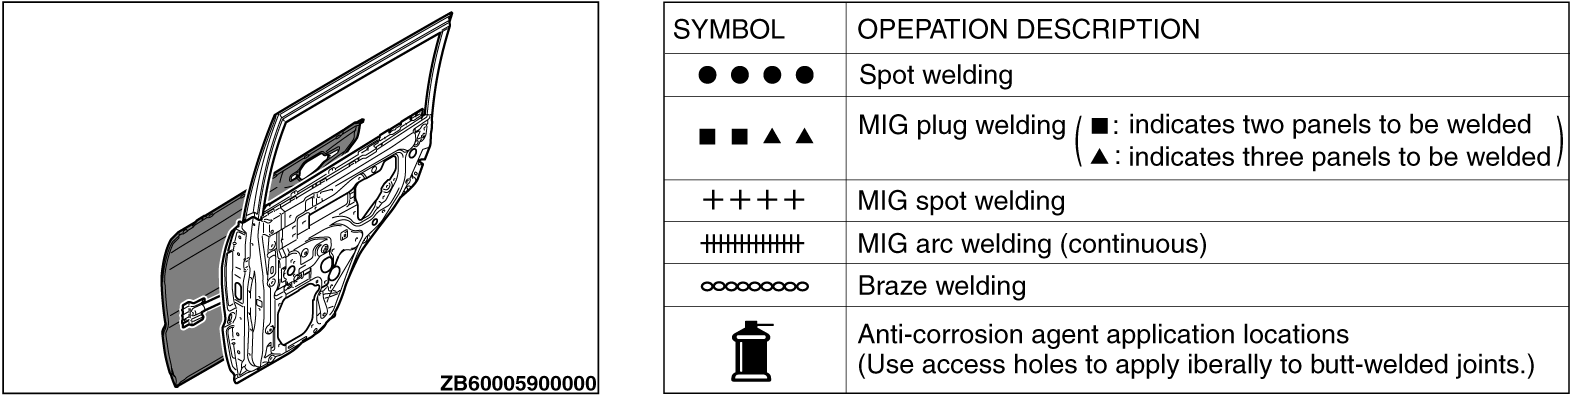 ZB60005900000
SYMBOL OPEPATION DESCRIPTION
Spot welding
MIG plug welding ( ■: indicates two panels to be welded
▲: indicates three panels to be welded )
MIG spot welding
MIG arc welding (continuous)
Braze welding
Anti-corrosion agent application locations
(Use access holes to apply iberally to butt-welded joints.)